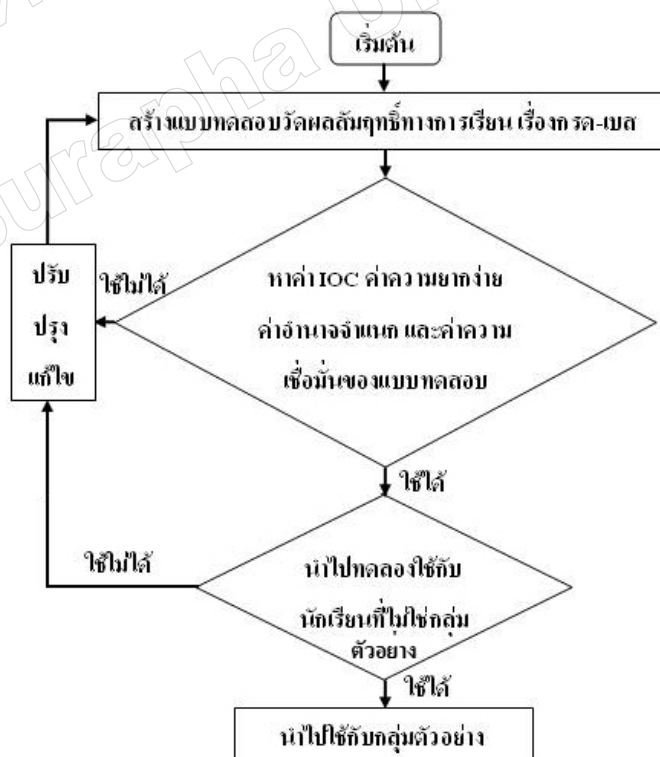 เริ่มต้น
สร้างแบบทดสอบวัดผลสัมฤทธิ์ทางการเรียน เรื่องกรด-เบส
ปรับ
ปรุง
แก้ไข
ใช้ไม่ได้
หาค่า IOC ค่าความยากง่าย
ค่าอำนาจจำแนก และค่าความ
เชื่อมั่นของแบบทดสอบ
ใช้ได้
ใช้ไม่ได้
นำไปทดลองใช้กับ
นักเรียนที่ไม่ใช่กลุ่ม
ตัวอย่าง
ใช้ได้
นำไปใช้กับกลุ่มตัวอย่าง